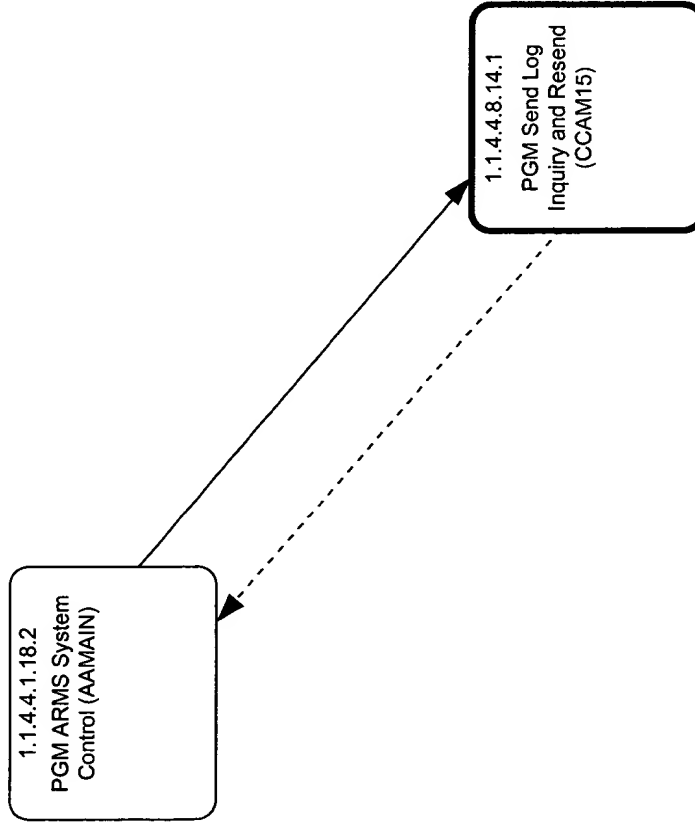 1.1.4.4.1.18.2
PGM ARMS System
Control (AAMAIN)
1.1.4.4.8.14.1
PGM Send Log
Inquiry and Resend
(CCAM15)